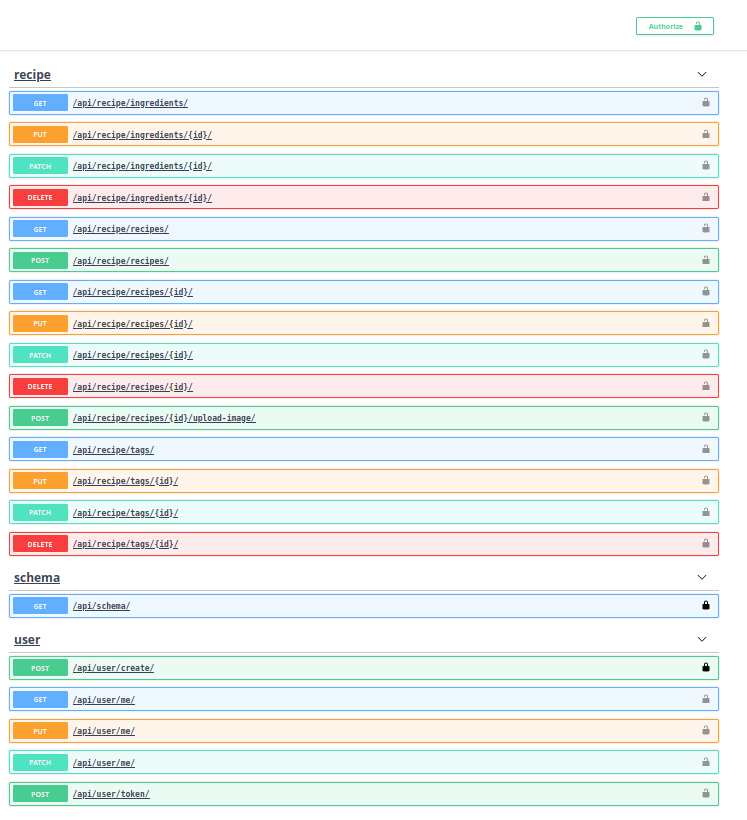 Authorize
recipe
GET /api/recipe/ingredients/
PUT /api/recipe/ingredients/{id}/
PATCH /api/recipe/ingredients/{id}/
DELETE /api/recipe/ingredients/{id}/
GET /api/recipe/recipes/
POST /api/recipe/recipes/
GET /api/recipe/recipes/{id}/
PUT /api/recipe/recipes/{id}/
PATCH /api/recipe/recipes/{id}/
DELETE /api/recipe/recipes/{id}/
POST /api/recipe/recipes/{id}/upload-image/
GET /api/recipe/tags/
PUT /api/recipe/tags/{id}/
PATCH /api/recipe/tags/{id}/
DELETE /api/recipe/tags/{id}/
schema
GET /api/schema/
user
POST /api/user/create/
GET /api/user/me/
PUT /api/user/me/
PATCH /api/user/me/
POST /api/user/token/